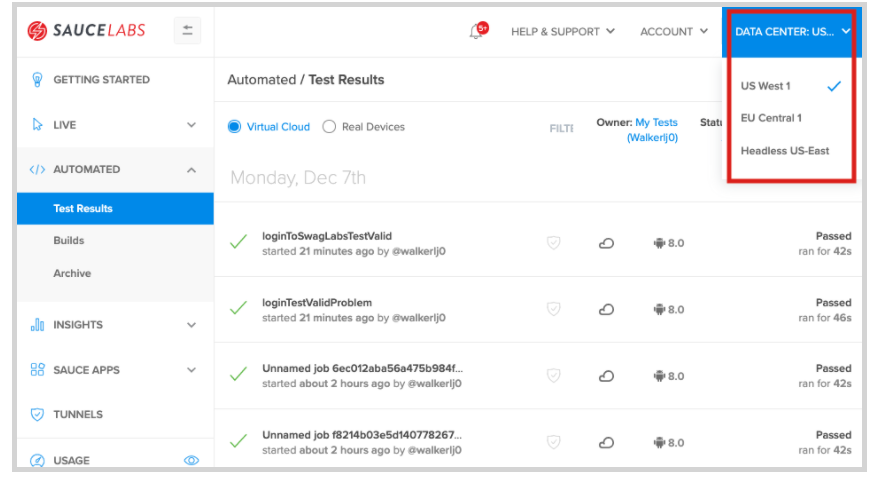 SAUCELABS
5+
HELP & SUPPORT
ACCOUNT
DATA CENTER: US...
US West 1
EU Central 1
Headless US-East
GETTING STARTED
LIVE
</> AUTOMATED
Test Results
Builds
Archive
INSIGHTS
SAUCE APPS
TUNNELS
USAGE
Automated / Test Results
Virtual Cloud
Real Devices
FILTE
Owner: My Tests
(Walkerlj0)
Statu
Monday, Dec 7th
loginToSwagLabsTestValid
started 21 minutes ago by @walkerlj0
8.0
Passed
ran for 42s
loginTestValidProblem
started 21 minutes ago by @walkerlj0
8.0
Passed
ran for 46s
Unnamed job 6ec012aba56a475b984f...
started about 2 hours ago by @walkerlj0
8.0
Passed
ran for 42s
Unnamed job f8214b03e5d140778267...
started about 2 hours ago by @walkerlj0
8.0
Passed
ran for 42s